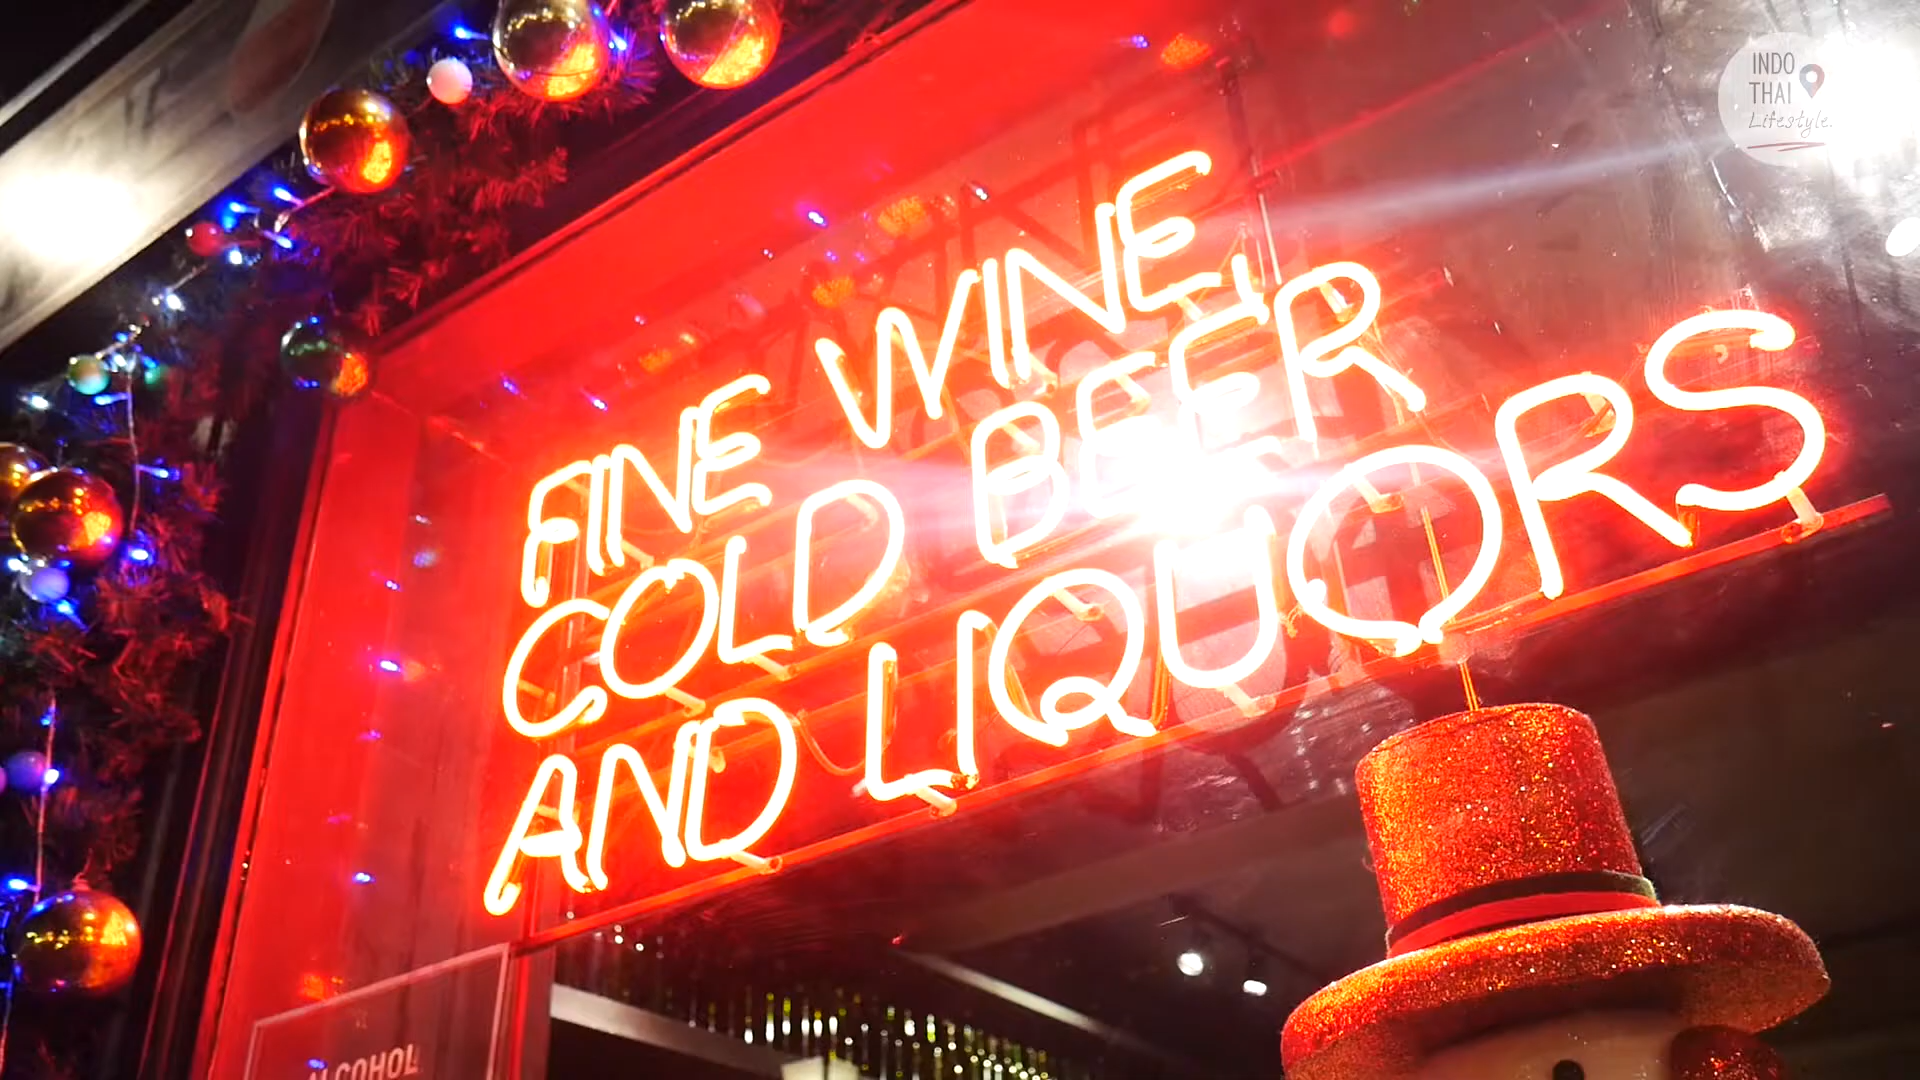 INDO
THAI
Lifestyle.
FINE WINE,
COLD BEER
AND LIQUORS
ALCOHOL